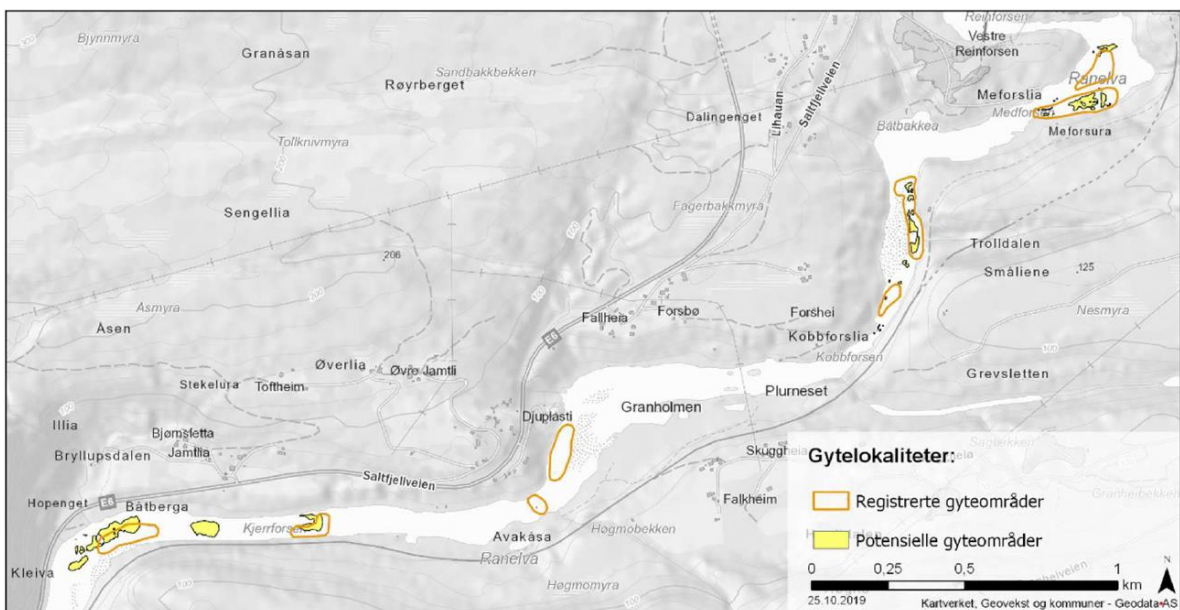 Reinforsen
Bjynnmyra
Vestre
Reinforsen
Granåsan
Sandbakkbekken
Røyrberget
Ranelva
Meforslia
Medfors
Meforsura
Dalingenget
Lihauan
Saltfjellveien
Båtbakkea
Tollknivmyra
Sengellia
Fagerbakkmyra
Trolldalen
206
Småliene
125
Åsmyra
Nesmyra
Åsen
Fallheia
Forsbø
Forshei
Kobbforslia
Kobbforsen
E6
Øverlia
Øvre Jamtli
Stekelura
Toftheim
Plurneset
Grevsletten
Granholmen
Djuplasti
Illia
Bjørnsletta
Jamtlia
Bryllupsdalen
Saltfjellveien
Skuggheia
Falkheim
Hopenget
E6
Båtberga
Kjerrforsen
Avakåsa
Høgmobekken
Ranelva
Kleiva
Høgmomyra
Gytelokaliteter:
Registrerte gyteområder
Potensielle gyteområder
0 0,25 0,5 1
km
N
25.10.2019
Kartverket, Geovekst og kommuner - Geodata AS